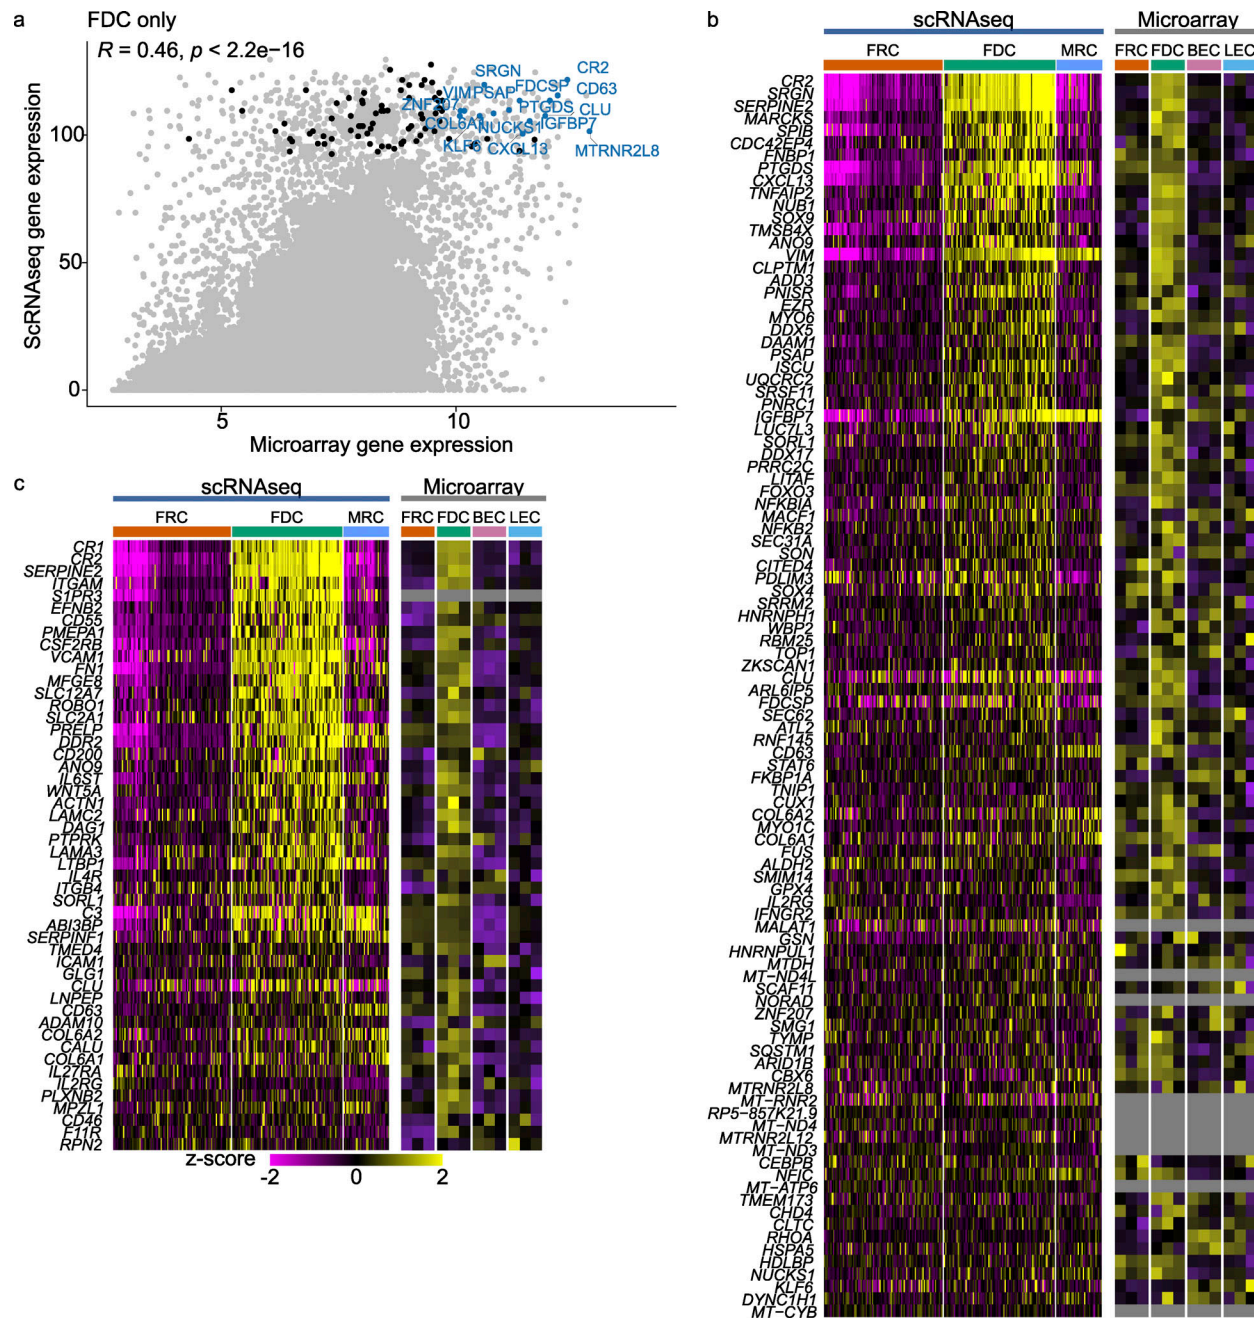 a
FDC only
R = 0.46, p < 2.2e−16
SRGN
CR2
VIM
PSAP
FDCSP
CD63
ZNF207
PTGDS
CLU
COL6A1
NUCKS1
IGFBP7
KLF6
CXCL13
MTRNR2L8
100
50
0
5
10
ScRNAseq gene expression
Microarray gene expression
b
scRNAseq
Microarray
FRC
FDC
MRC
FRC FDC BEC LEC
CR2
SRGN
SERPINE2
MARCKS
SPIB
CDC42EP4
FNBP1
PTGDS
CXCL13
TNFAIP2
NUB1
SOX9
TMSB4X
ANO9
VIM
CLPTM1
ADD3
PNISR
EZR
MYO6
DDX5
DAAM1
PSAP
ISCU
UQCRC2
SRSF11
PNRC1
IGFBP7
LUC7L3
SORL1
DDX17
PRRC2C
LITAF
FOXO3
NFKBIA
MACF1
NFKB2
SEC31A
SON
CITED4
PDLIM3
SOX4
SRRM2
HNRNPH1
WBP2
RBM25
TOP1
ZKSCAN1
CLU
ARL6IP5
FDCSP
SEC62
ATL2
RNF145
CD63
STAT6
FKBP1A
TNIP1
CUX1
COL6A2
MYO1C
COL6A1
FUS
ALDH2
SMIM14
GPX4
IL2RG
IFNGR2
MALAT1
GSN
HNRNPUL1
MTDH
MT−ND4L
SCAF11
NORAD
ZNF207
SMG1
TYMP
SQSTM1
ARID1B
CBX6
MTRNR2L8
MT−RNR2
RP5−857K21.9
MT−ND4
MTRNR2L12
MT−ND3
CEBPB
NFIC
MT−ATP6
TMEM173
CHD4
CLTC
RHOA
HSPA5
HDLBP
NUCKS1
KLF6
DYNC1H1
MT−CYB
c
scRNAseq
Microarray
FRC
FDC
MRC
FRC FDC BEC LEC
CR1
CR2
SERPINE2
ITGAM
S1PR3
EFNB2
CD55
PMEPA1
CSF2RB
VCAM1
FN1
MFGE8
SLC12A7
ROBO1
SLC2A1
PRELP
DDR2
CD200
ANO9
IL6ST
WNT5A
ACTN1
LAMC2
DAG1
PTPRK
LAMA3
LTBP1
IL4R
ITGB4
SORL1
C3
ABI3BP
SERPINF1
TMED4
ICAM1
GLG1
CLU
LNPEP
CD63
ADAM10
COL6A2
CALU
COL6A1
IL27RA
IL2RG
PLXNB2
MPZL1
CD46
F11R
RPN2
z-score
-2
0
2